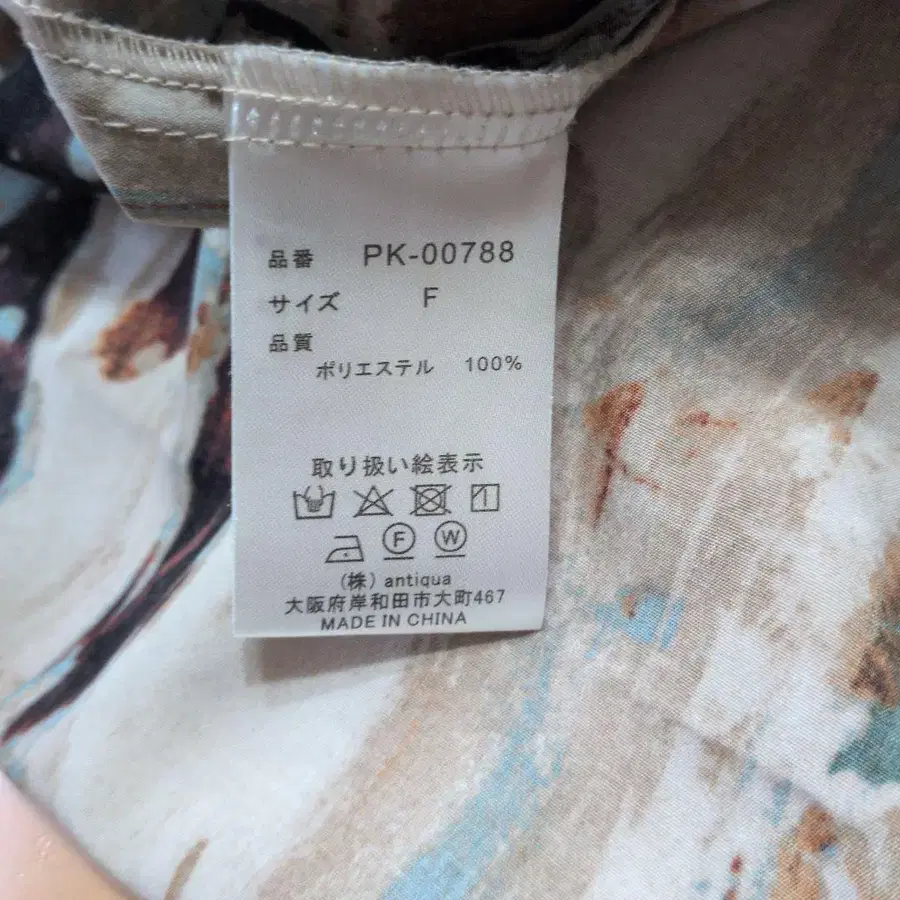 品番 PK-00788
サイズ F
品質
ポリエステル 100%
取り扱い絵表示
F W
(株) antiqua
大阪府岸和田市大町467
MADE IN CHINA